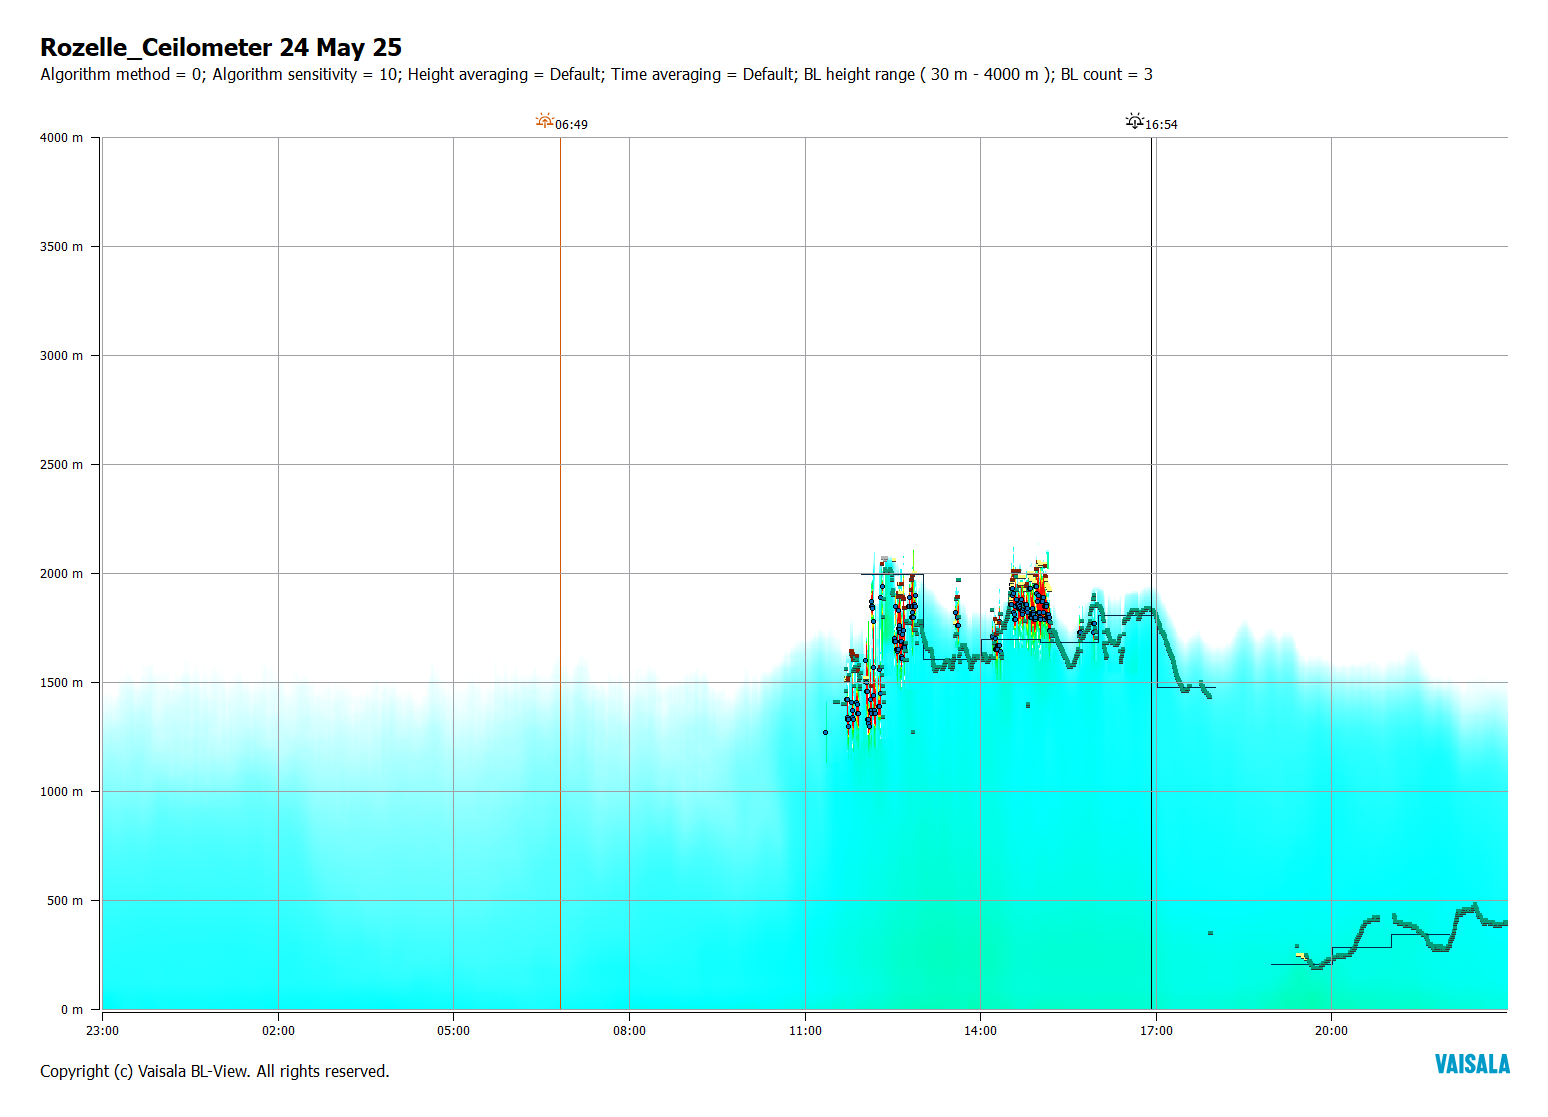 Rozelle_Ceilometer 24 May 25
Algorithm method = 0; Algorithm sensitivity = 10; Height averaging = Default; Time averaging = Default; BL height range ( 30 m - 4000 m ); BL count = 3
06:49
16:54
4000 m
3500 m
3000 m
2500 m
2000 m
1500 m
1000 m
500 m
0 m
23:00
02:00
05:00
08:00
11:00
14:00
17:00
20:00
Copyright (c) Vaisala BL-View. All rights reserved.
VAISALA